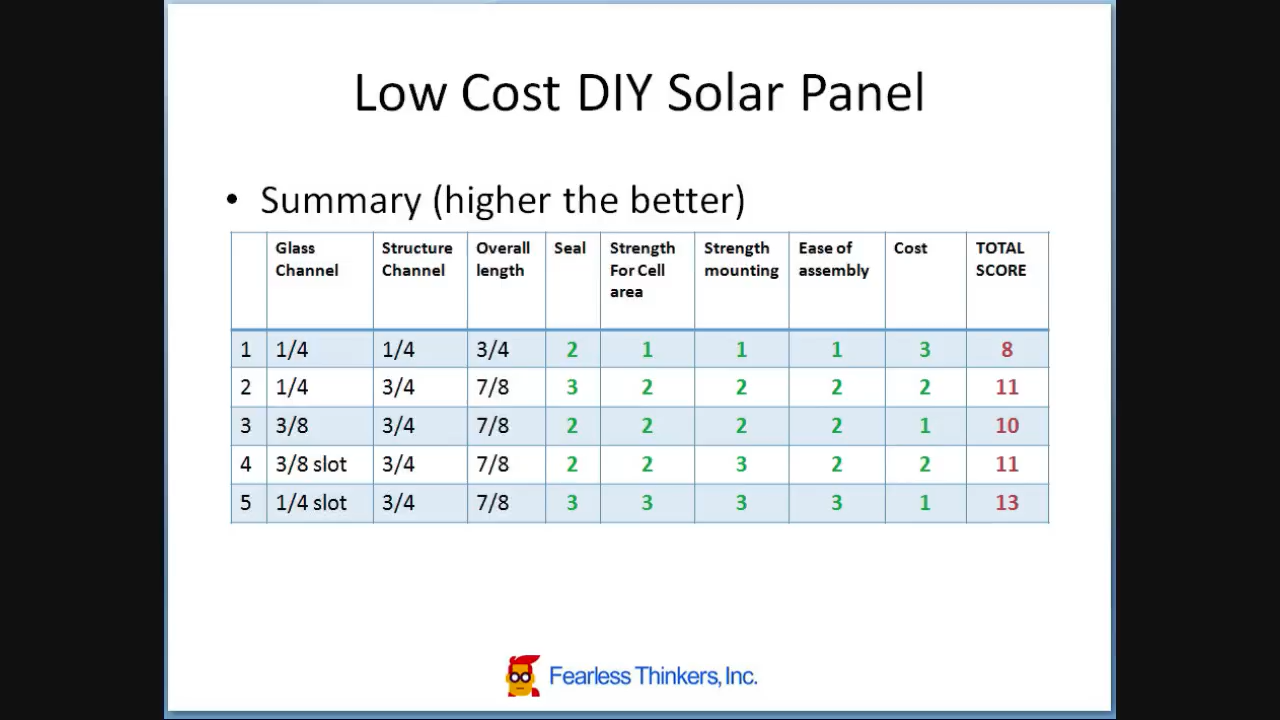 Low Cost DIY Solar Panel
• Summary (higher the better)
Glass Channel Structure Channel Overall length Seal Strength For Cell area Strength mounting Ease of assembly Cost TOTAL SCORE
1 1/4 1/4 3/4 2 1 1 1 3 8
2 1/4 3/4 7/8 3 2 2 2 2 11
3 3/8 3/4 7/8 2 2 2 2 1 10
4 3/8 slot 3/4 7/8 2 2 3 2 2 11
5 1/4 slot 3/4 7/8 3 3 3 3 1 13
Fearless Thinkers, Inc.